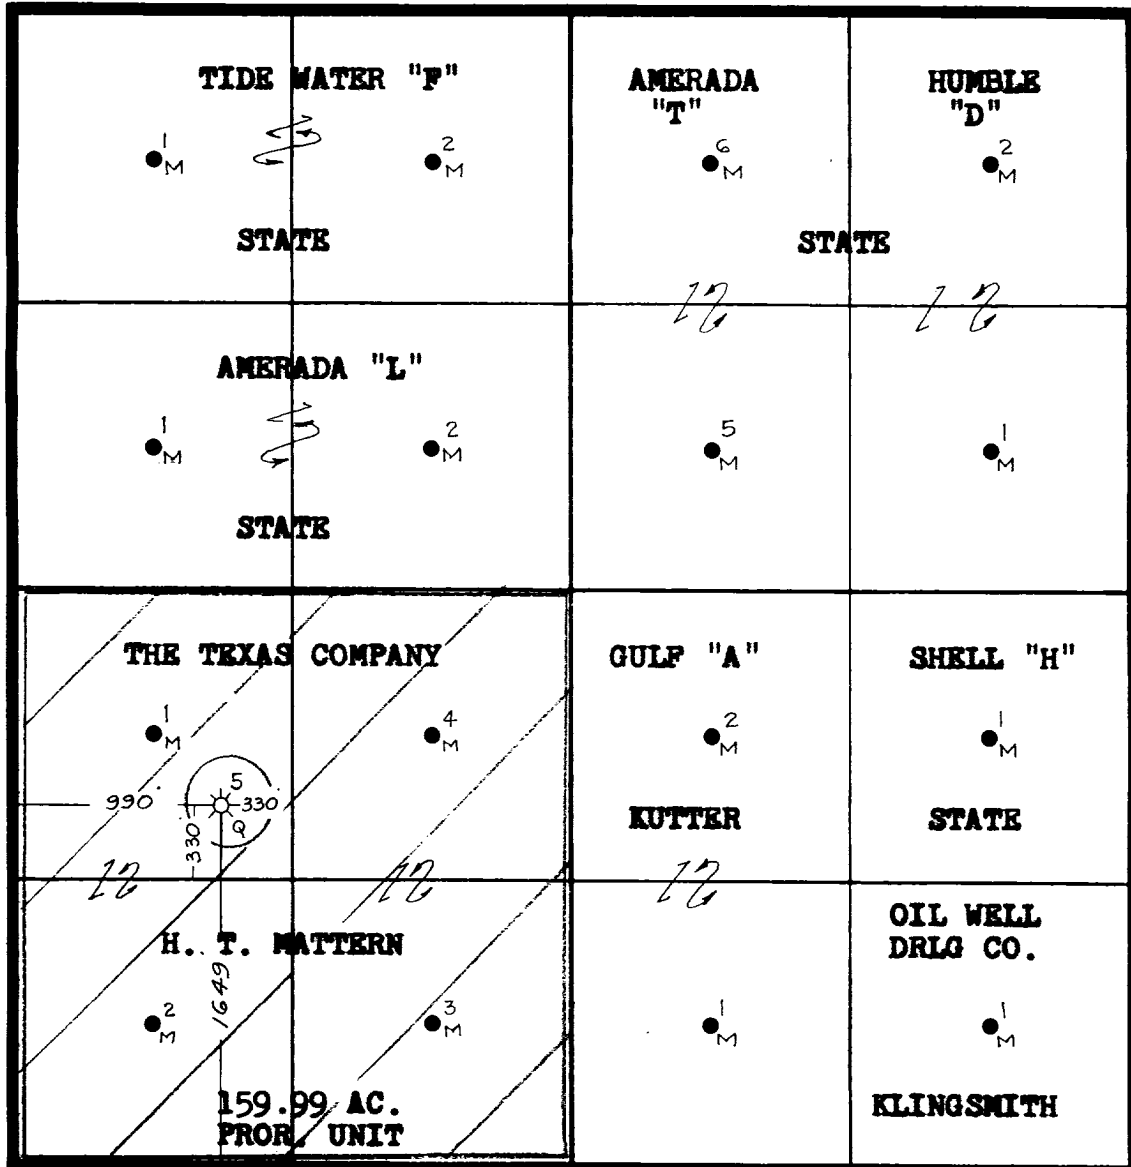 TIDE WATER "F"
1
M
2
M
STATE
AMERADA
"T"
6
M
HUMBLE
"D"
2
M
STATE
AMERADA "L"
1
M
2
M
STATE
5
M
1
M
THE TEXAS COMPANY
1
M
4
M
990
5
330
Q
330
H. T. MATTERN
1649
2
M
3
M
159.99 AC.
PROR. UNIT
GULF "A"
2
M
KUTTER
1
M
SHELL "H"
1
M
STATE
OIL WELL
DRLG CO.
1
M
KLINGSMITH